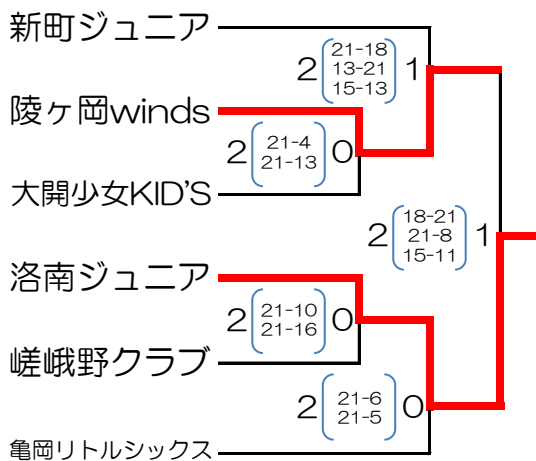 新町ジュニア
2 21-18 1
13-21
15-13
陵ヶ岡winds
2 21-4 0
21-13
大開少女KID'S
2 18-21 1
21-8
15-11
洛南ジュニア
2 21-10 0
21-16
嵯峨野クラブ
2 21-6 0
21-5
亀岡リトルシックス